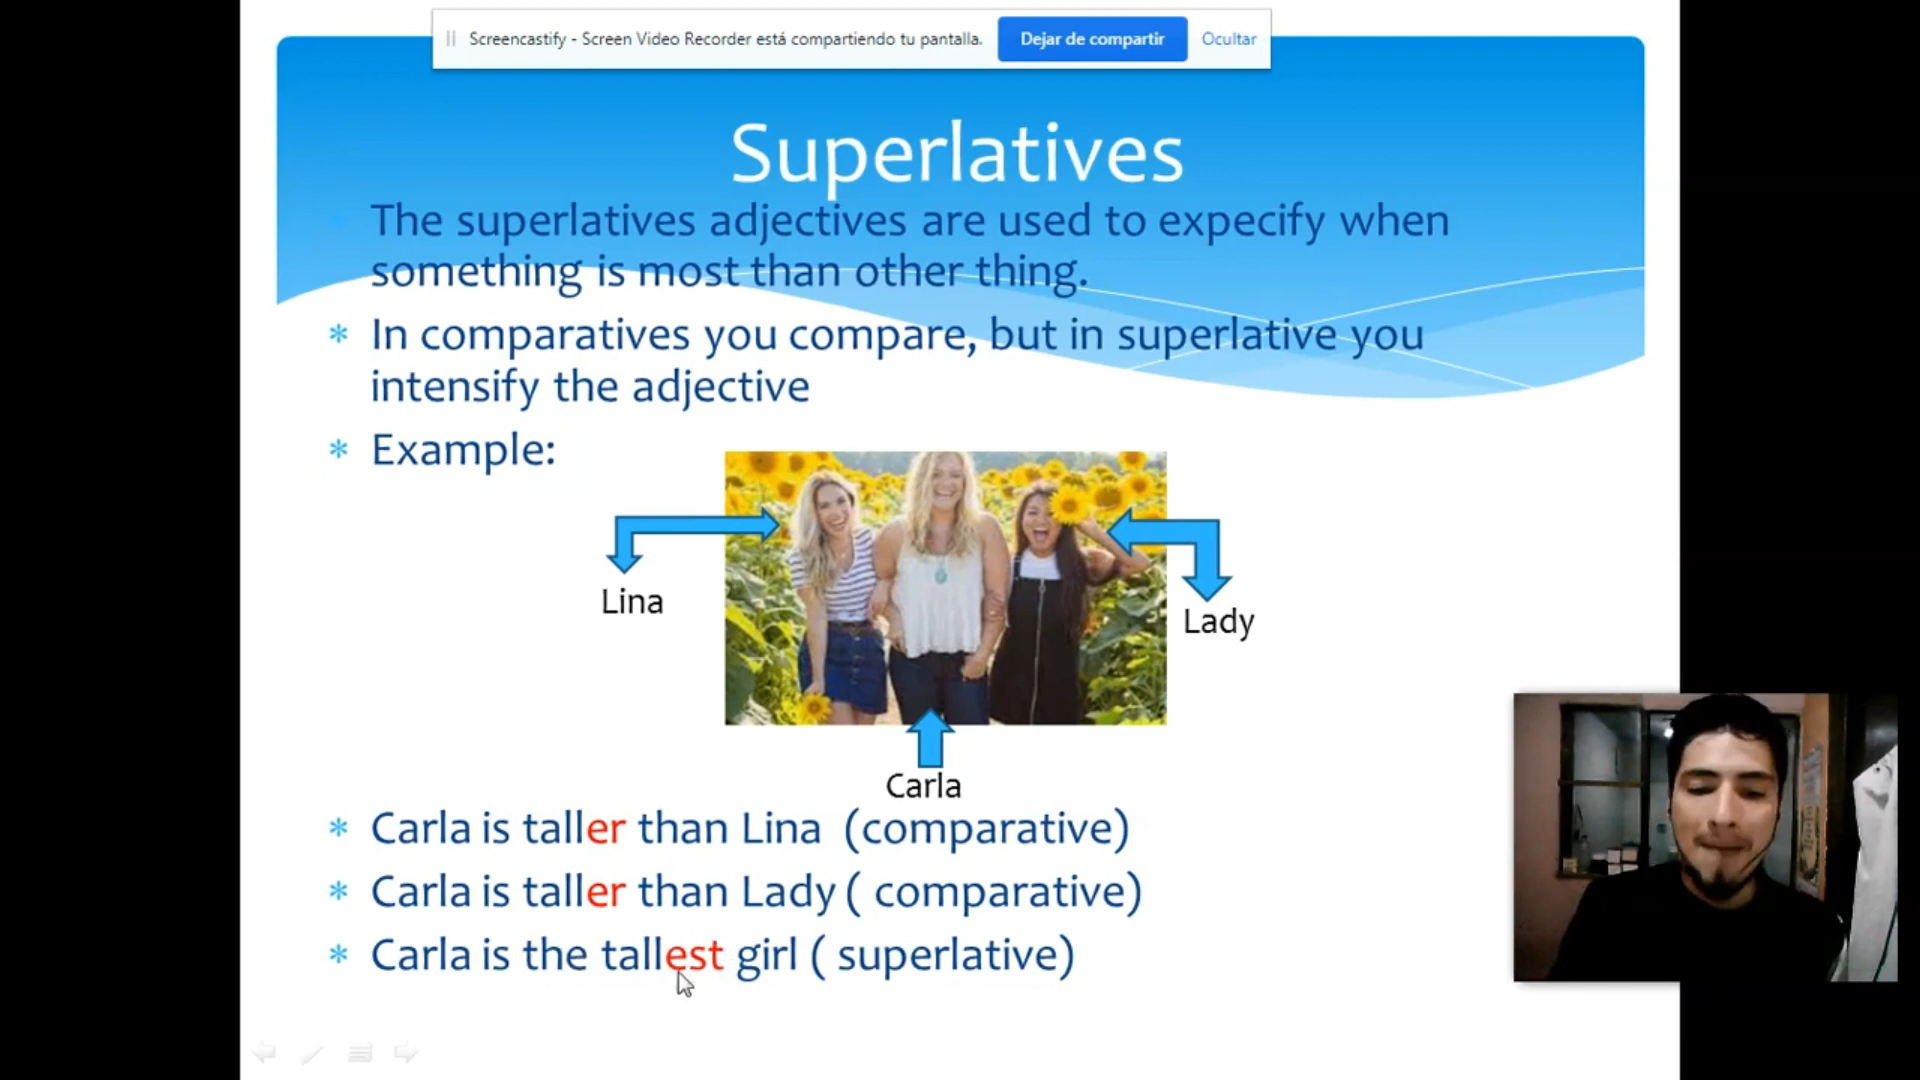 Screencastify - Screen Video Recorder está compartiendo tu pantalla. Dejar de compartir Ocultar
Superlatives
The superlatives adjectives are used to expecify when
something is most than other thing.
* In comparatives you compare, but in superlative you
intensify the adjective
* Example:
Lina
Lady
Carla
* Carla is taller than Lina (comparative)
* Carla is taller than Lady ( comparative)
* Carla is the tallest girl ( superlative)